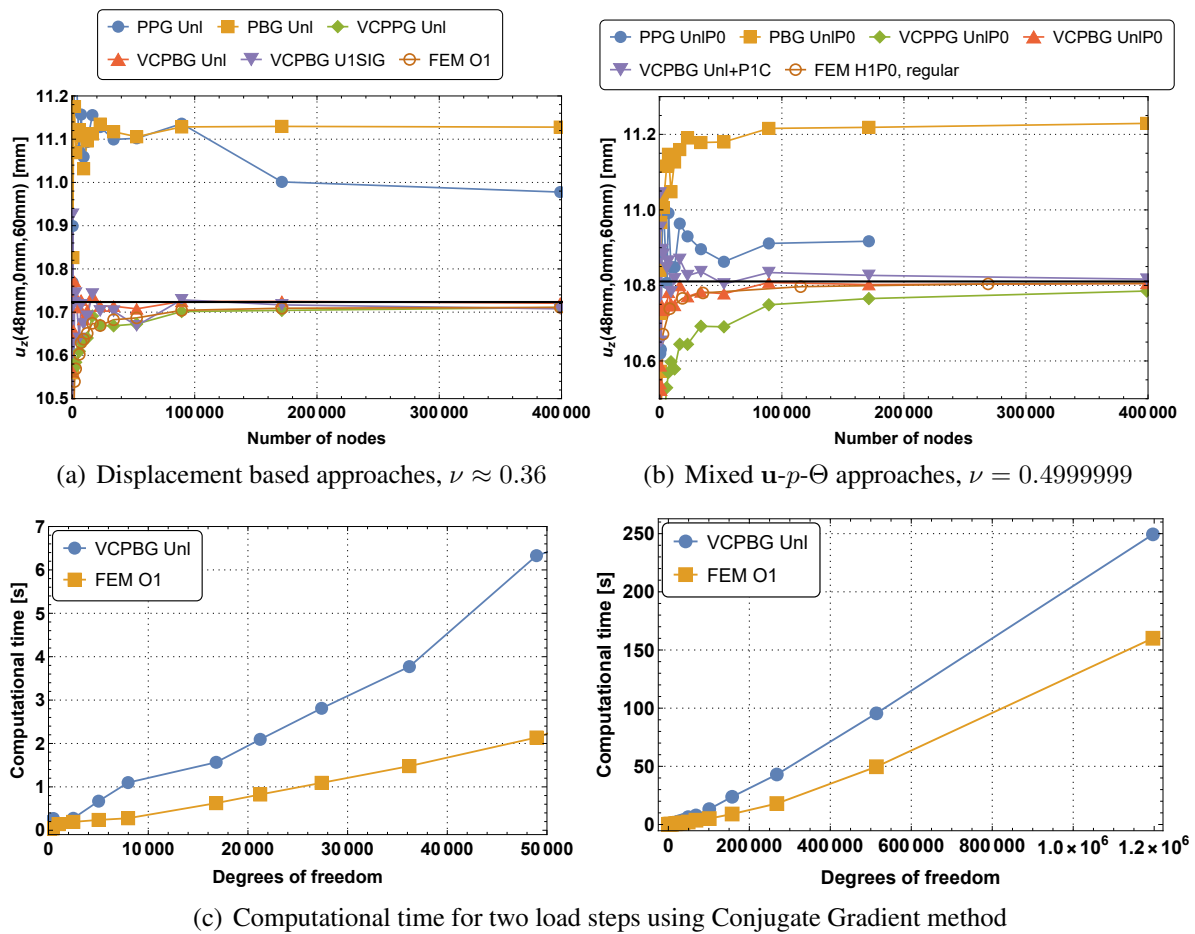 PPG Unl PBG Unl VCPPG Unl
VCPBG Unl VCPBG U1SIG FEM O1
11.2
11.1
11.0
10.9
10.8
10.7
10.6
10.5
u_z(48mm,0mm,60mm) [mm]
0 100 000 200 000 300 000 400 000
Number of nodes
(a) Displacement based approaches, ν ≈ 0.36
PPG UnlP0 PBG UnlP0 VCPPG UnlP0 VCPBG UnlP0
VCPBG Unl+P1C FEM H1P0, regular
11.2
11.0
10.8
10.6
u_z(48mm,0mm,60mm) [mm]
0 100 000 200 000 300 000 400 000
Number of nodes
(b) Mixed u-p-Θ approaches, ν = 0.4999999
VCPBG Unl
FEM O1
7
6
5
4
3
2
1
0
Computational time [s]
0 10 000 20 000 30 000 40 000 50 000
Degrees of freedom
VCPBG Unl
FEM O1
250
200
150
100
50
0
Computational time [s]
0 200 000 400 000 600 000 800 000 1.0 × 10⁶ 1.2 × 10⁶
Degrees of freedom
(c) Computational time for two load steps using Conjugate Gradient method